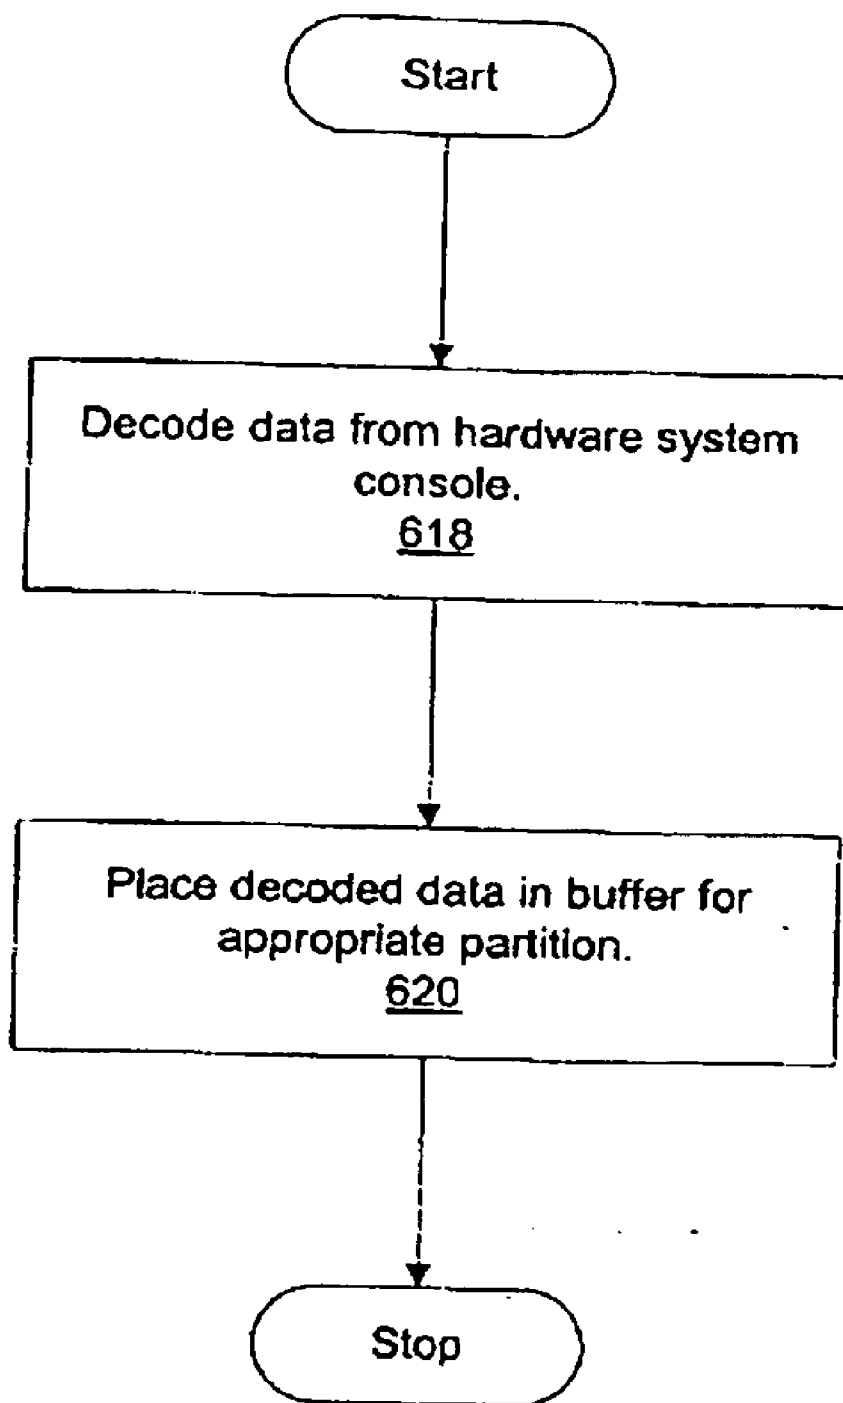 Start
Decode data from hardware system
console.
618
Place decoded data in buffer for
appropriate partition.
620
Stop